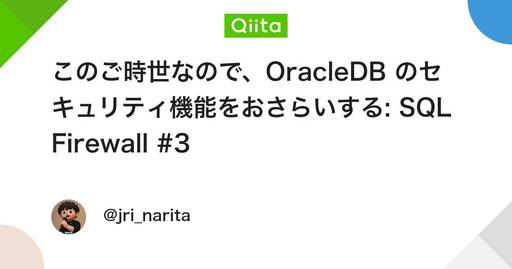 Qiita
このご時世なので、OracleDB のセ
キュリティ機能をおさらいする: SQL
Firewall #3
@jri_narita